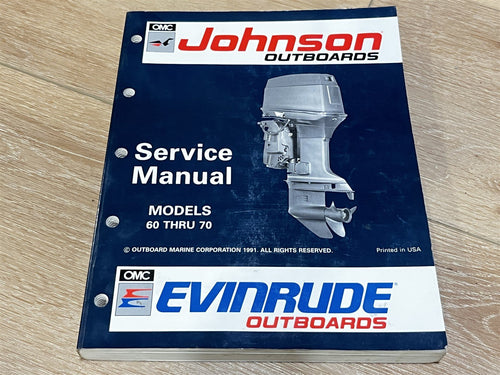 OMC
Johnson
OUTBOARDS
Service
Manual
MODELS
60 THRU 70
© OUTBOARD MARINE CORPORATION 1991. ALL RIGHTS RESERVED.
Printed in USA
OMC
EVINRUDE
OUTBOARDS